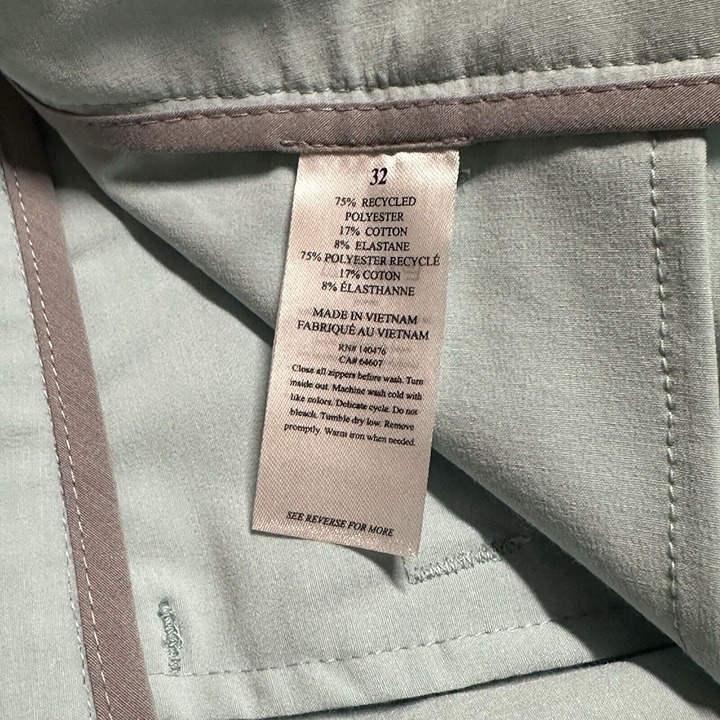 32
75% RECYCLED
POLYESTER
17% COTTON
8% ELASTANE
75% POLYESTER RECYCLÉ
17% COTON
8% ÉLASTHANNE
MADE IN VIETNAM
FABRIQUÉ AU VIETNAM
RN# 140476
CA# 64607
Close all zippers before wash. Turn
inside out. Machine wash cold with
like colors. Delicate cycle. Do not
bleach. Tumble dry low. Remove
promptly. Warm iron when needed.
SEE REVERSE FOR MORE